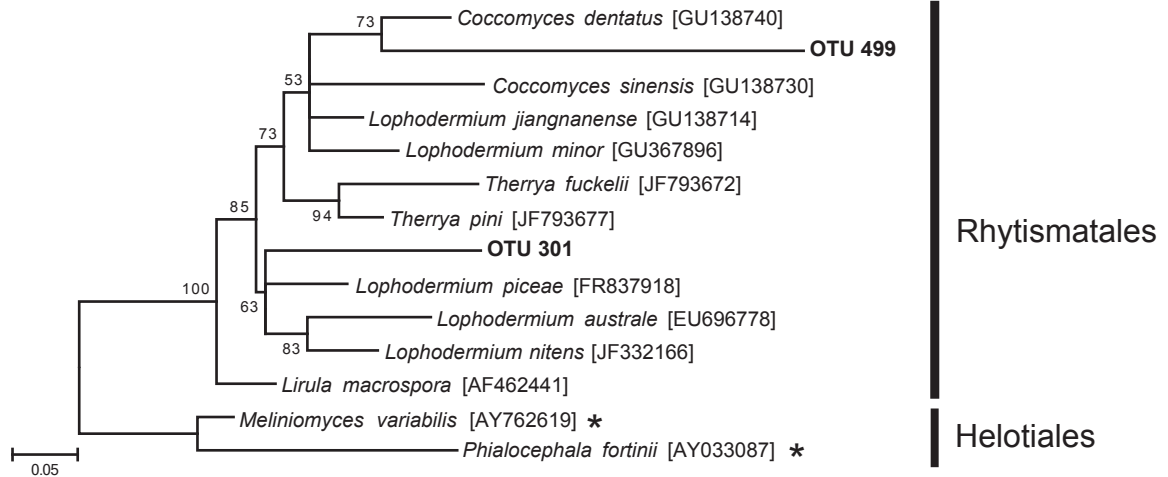 73
Coccomyces dentatus [GU138740]
OTU 499
53
Coccomyces sinensis [GU138730]
Lophodermium jiangnanense [GU138714]
73
Lophodermium minor [GU367896]
Therrya fuckelii [JF793672]
94
Therrya pini [JF793677]
85
OTU 301
Rhytismatales
100
Lophodermium piceae [FR837918]
63
Lophodermium australe [EU696778]
83
Lophodermium nitens [JF332166]
Lirula macrospora [AF462441]
Meliniomyces variabilis [AY762619] *
Helotiales
Phialocephala fortinii [AY033087] *
0.05